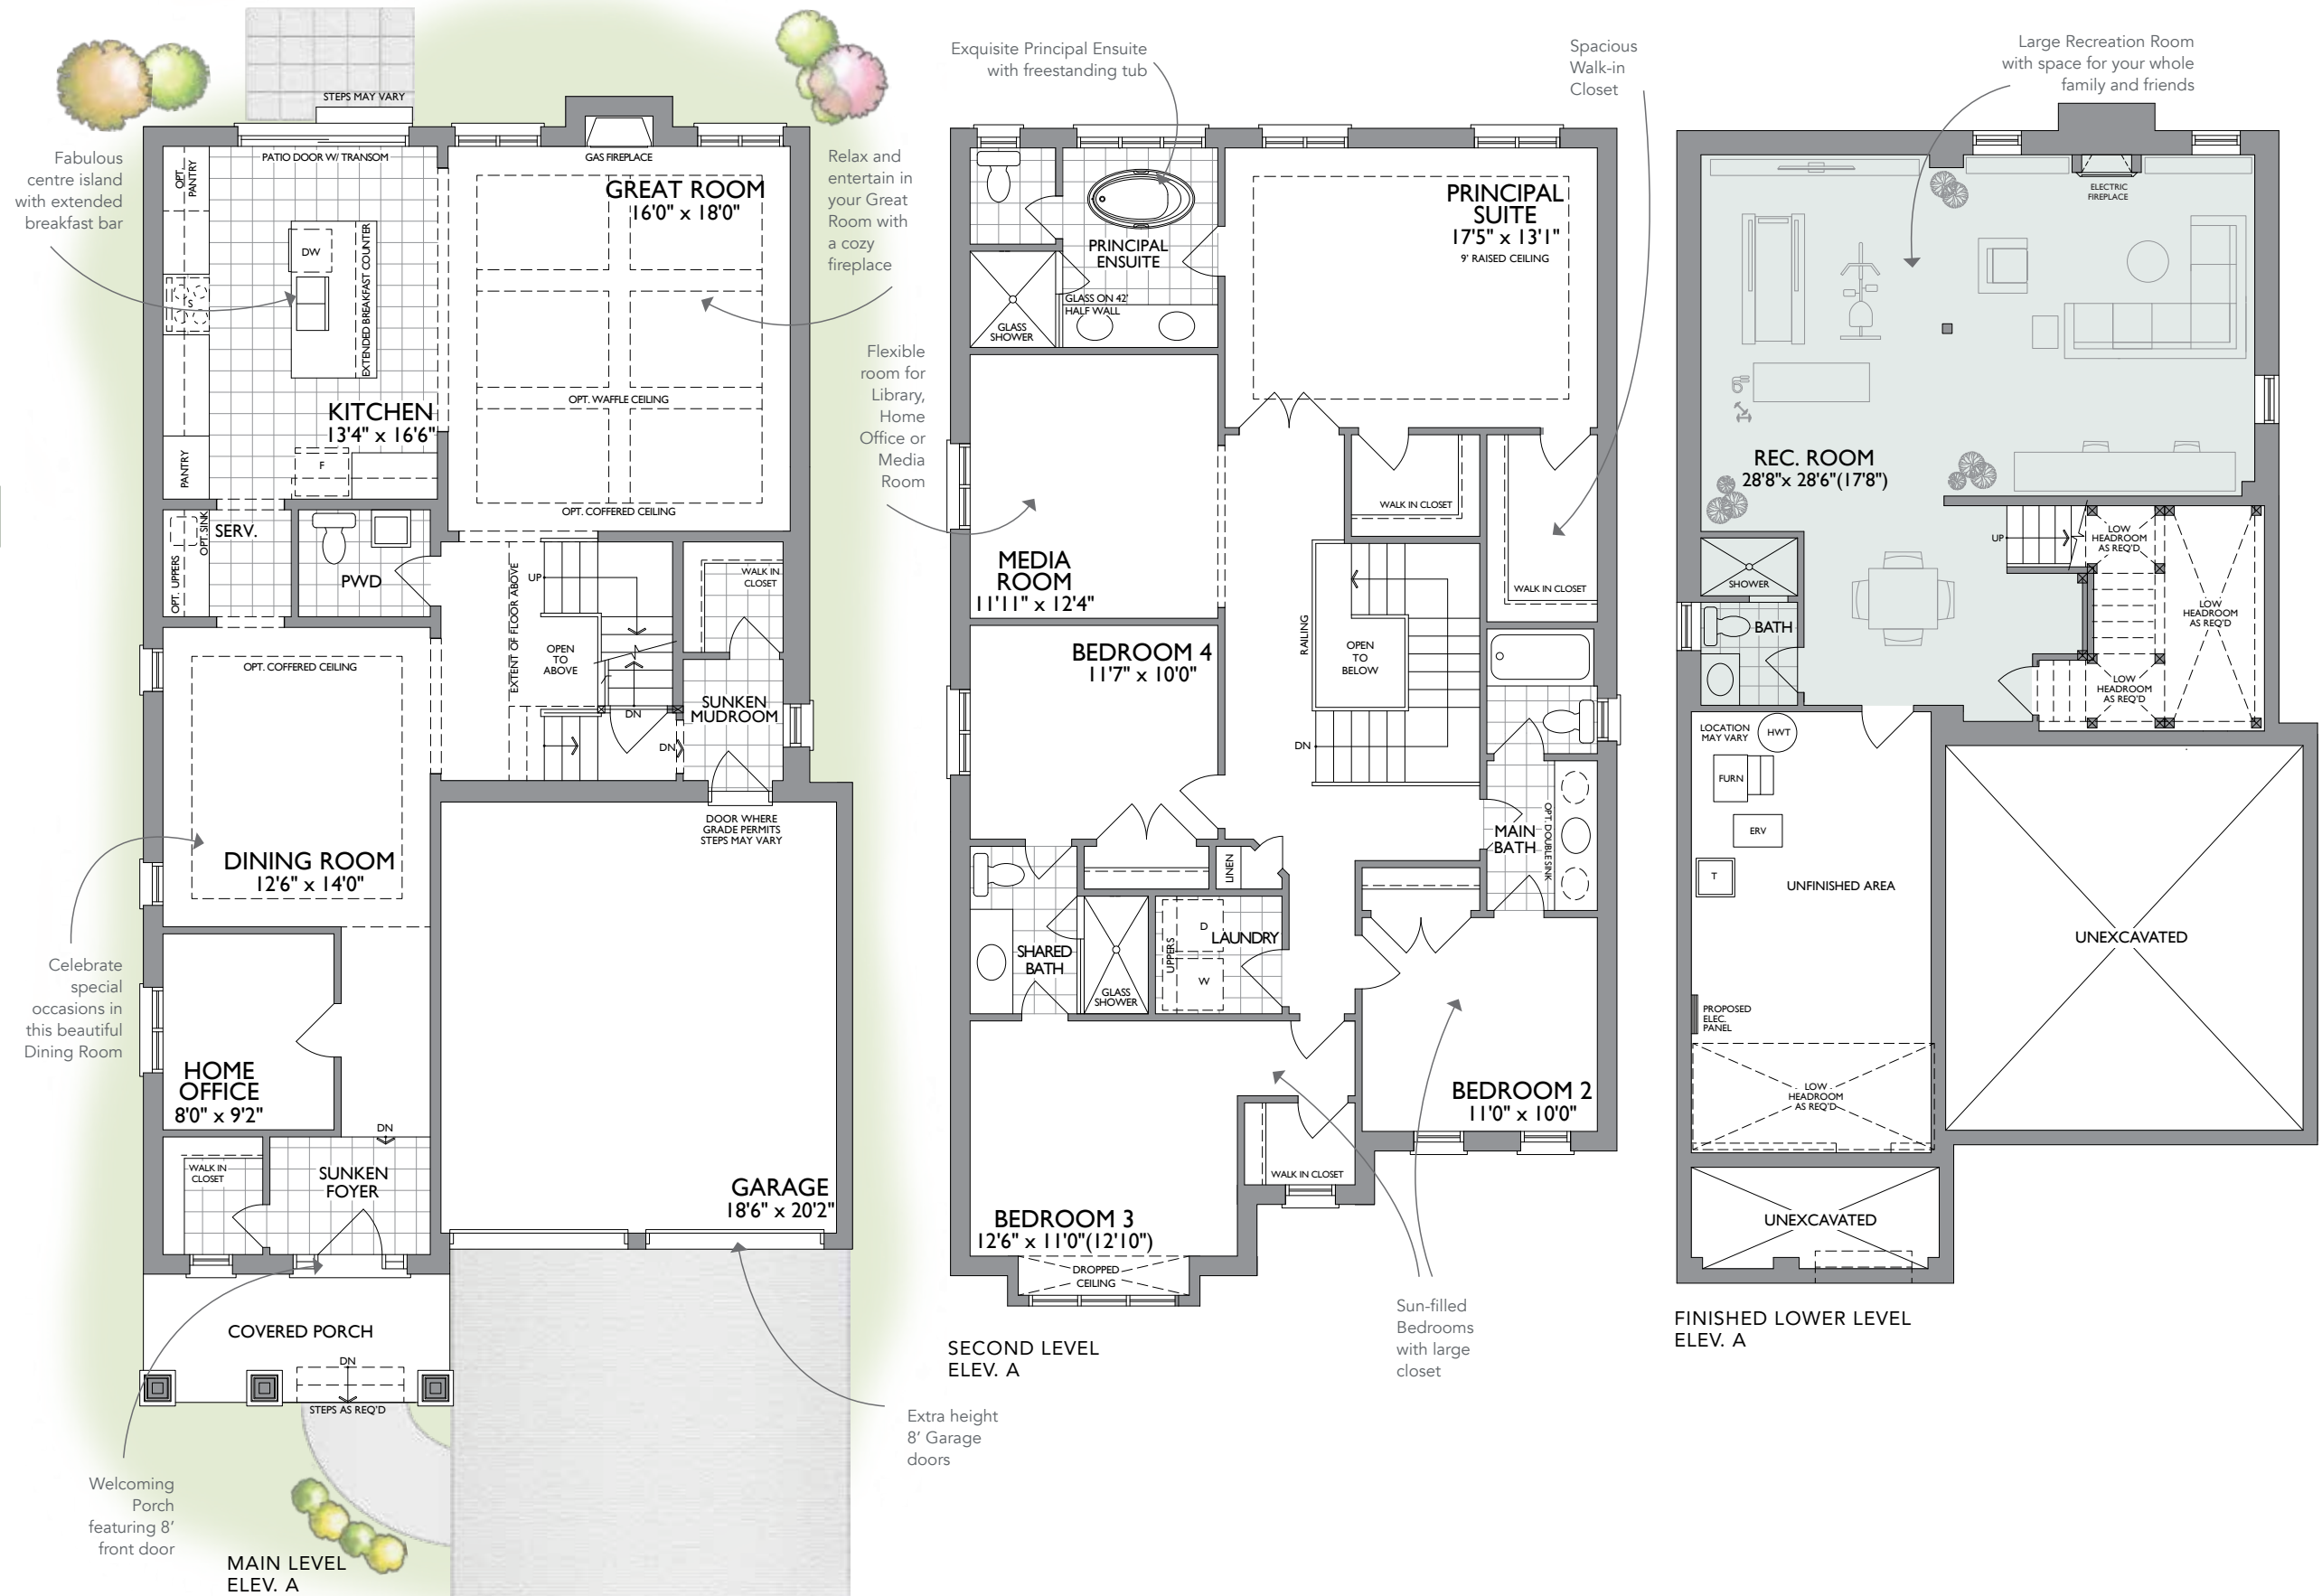 STEPS MAY VARY
Fabulous
centre island
with extended
breakfast bar
OPT.
PANTRY
PATIO DOOR W/ TRANSOM
GAS FIREPLACE
GREAT ROOM
16'0" x 18'0"
Relax and
entertain in
your Great
Room with
a cozy
fireplace
DW
EXTENDED BREAKFAST COUNTER
S
OPT. WAFFLE CEILING
KITCHEN
13'4" x 16'6"
PANTRY
F
OPT. COFFERED CEILING
OPT. SINK
SERV.
OPT. UPPERS
PWD
EXTENT OF FLOOR ABOVE
UP
WALK IN
CLOSET
OPEN
TO
ABOVE
OPT. COFFERED CEILING
SUNKEN
MUDROOM
DN
DN
DOOR WHERE
GRADE PERMITS
STEPS MAY VARY
DINING ROOM
12'6" x 14'0"
Celebrate
special
occasions in
this beautiful
Dining Room
HOME
OFFICE
8'0" x 9'2"
DN
WALK IN
CLOSET
SUNKEN
FOYER
GARAGE
18'6" x 20'2"
COVERED PORCH
DN
STEPS AS REQ'D
Extra height
8' Garage
doors
Welcoming
Porch
featuring 8'
front door
MAIN LEVEL
ELEV. A
Exquisite Principal Ensuite
with freestanding tub
Spacious
Walk-in
Closet
PRINCIPAL
ENSUITE
PRINCIPAL
SUITE
17'5" x 13'1"
9' RAISED CEILING
GLASS ON 42'
HALF WALL
GLASS
SHOWER
Flexible
room for
Library,
Home
Office or
Media
Room
WALK IN CLOSET
WALK IN CLOSET
MEDIA
ROOM
11'11" x 12'4"
RAILING
OPEN
TO
BELOW
BEDROOM 4
11'7" x 10'0"
DN
MAIN
BATH
OPT. DOUBLE SINK
LINEN
D
UPPERS
LAUNDRY
W
SHARED
BATH
GLASS
SHOWER
BEDROOM 2
11'0" x 10'0"
WALK IN CLOSET
BEDROOM 3
12'6" x 11'0"(12'10")
DROPPED
CEILING
Sun-filled
Bedrooms
with large
closet
SECOND LEVEL
ELEV. A
Large Recreation Room
with space for your whole
family and friends
ELECTRIC
FIREPLACE
REC. ROOM
28'8"x 28'6"(17'8")
UP
LOW
HEADROOM
AS REQ'D
SHOWER
LOW
HEADROOM
AS REQ'D
BATH
LOW
HEADROOM
AS REQ'D
LOCATION
MAY VARY
HWT
FURN
ERV
T
UNFINISHED AREA
UNEXCAVATED
PROPOSED
ELEC.
PANEL
LOW
HEADROOM
AS REQ'D
UNEXCAVATED
FINISHED LOWER LEVEL
ELEV. A